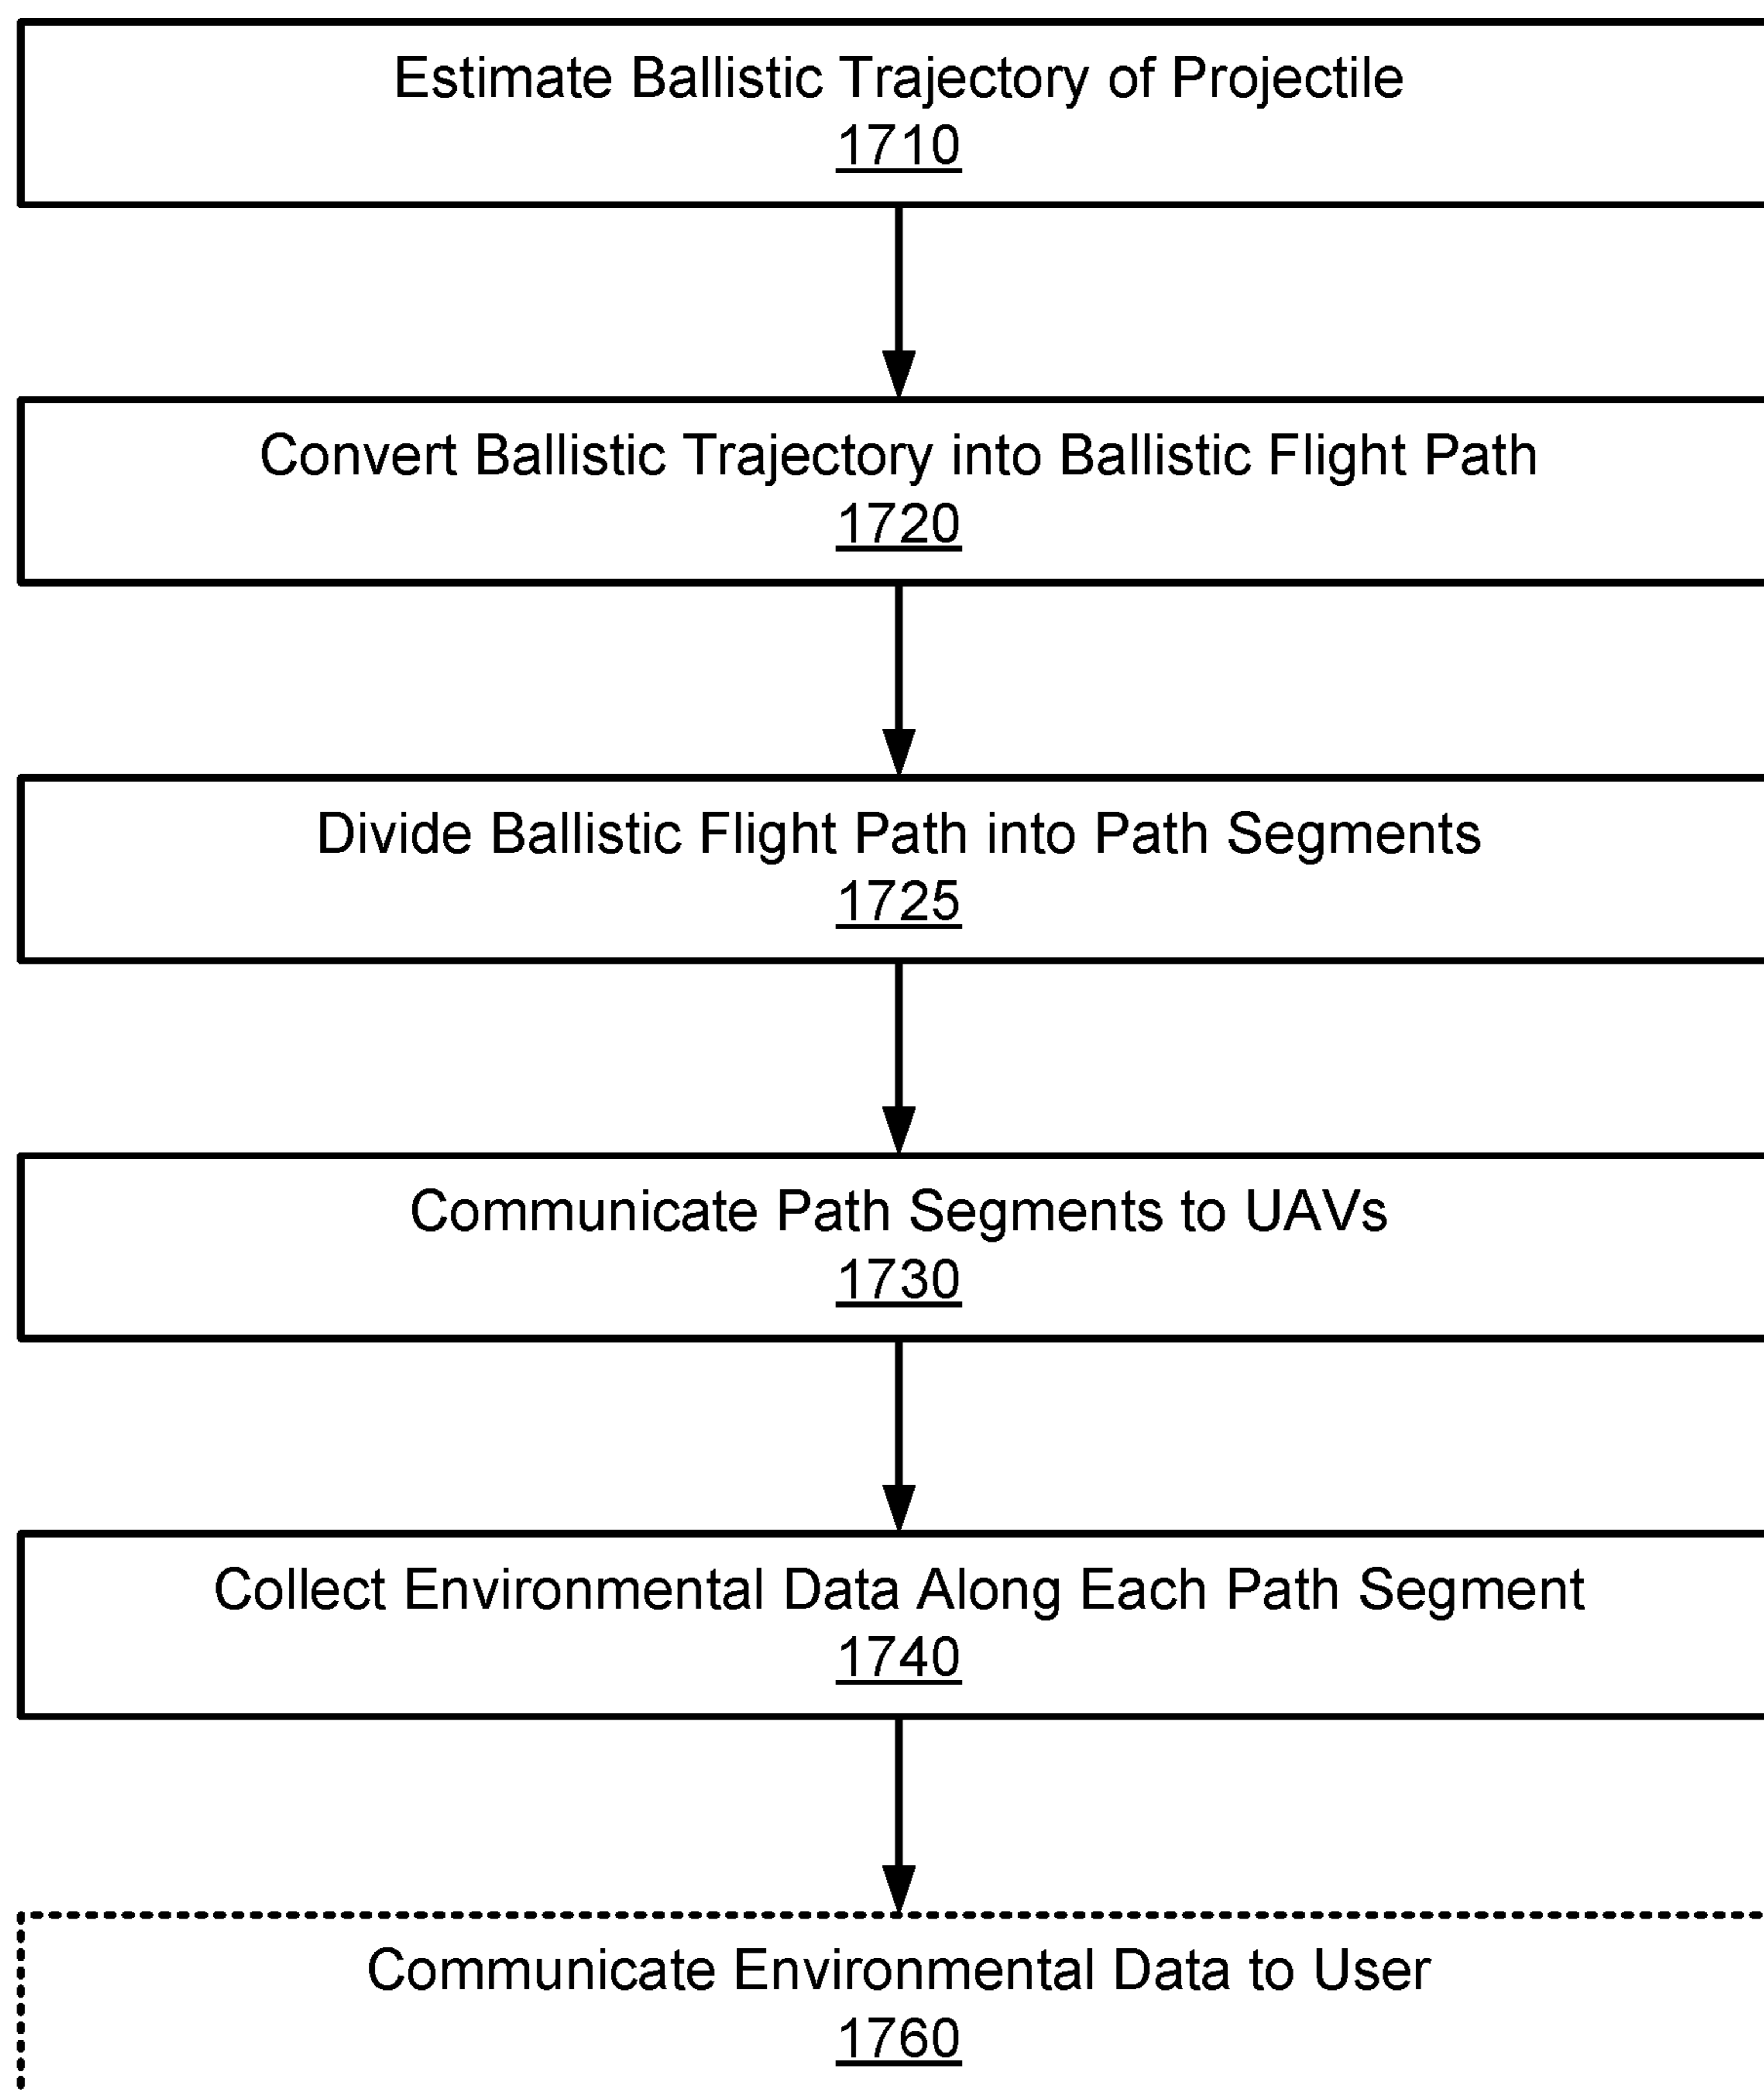 Estimate Ballistic Trajectory of Projectile
1710
Convert Ballistic Trajectory into Ballistic Flight Path
1720
Divide Ballistic Flight Path into Path Segments
1725
Communicate Path Segments to UAVs
1730
Collect Environmental Data Along Each Path Segment
1740
Communicate Environmental Data to User
1760